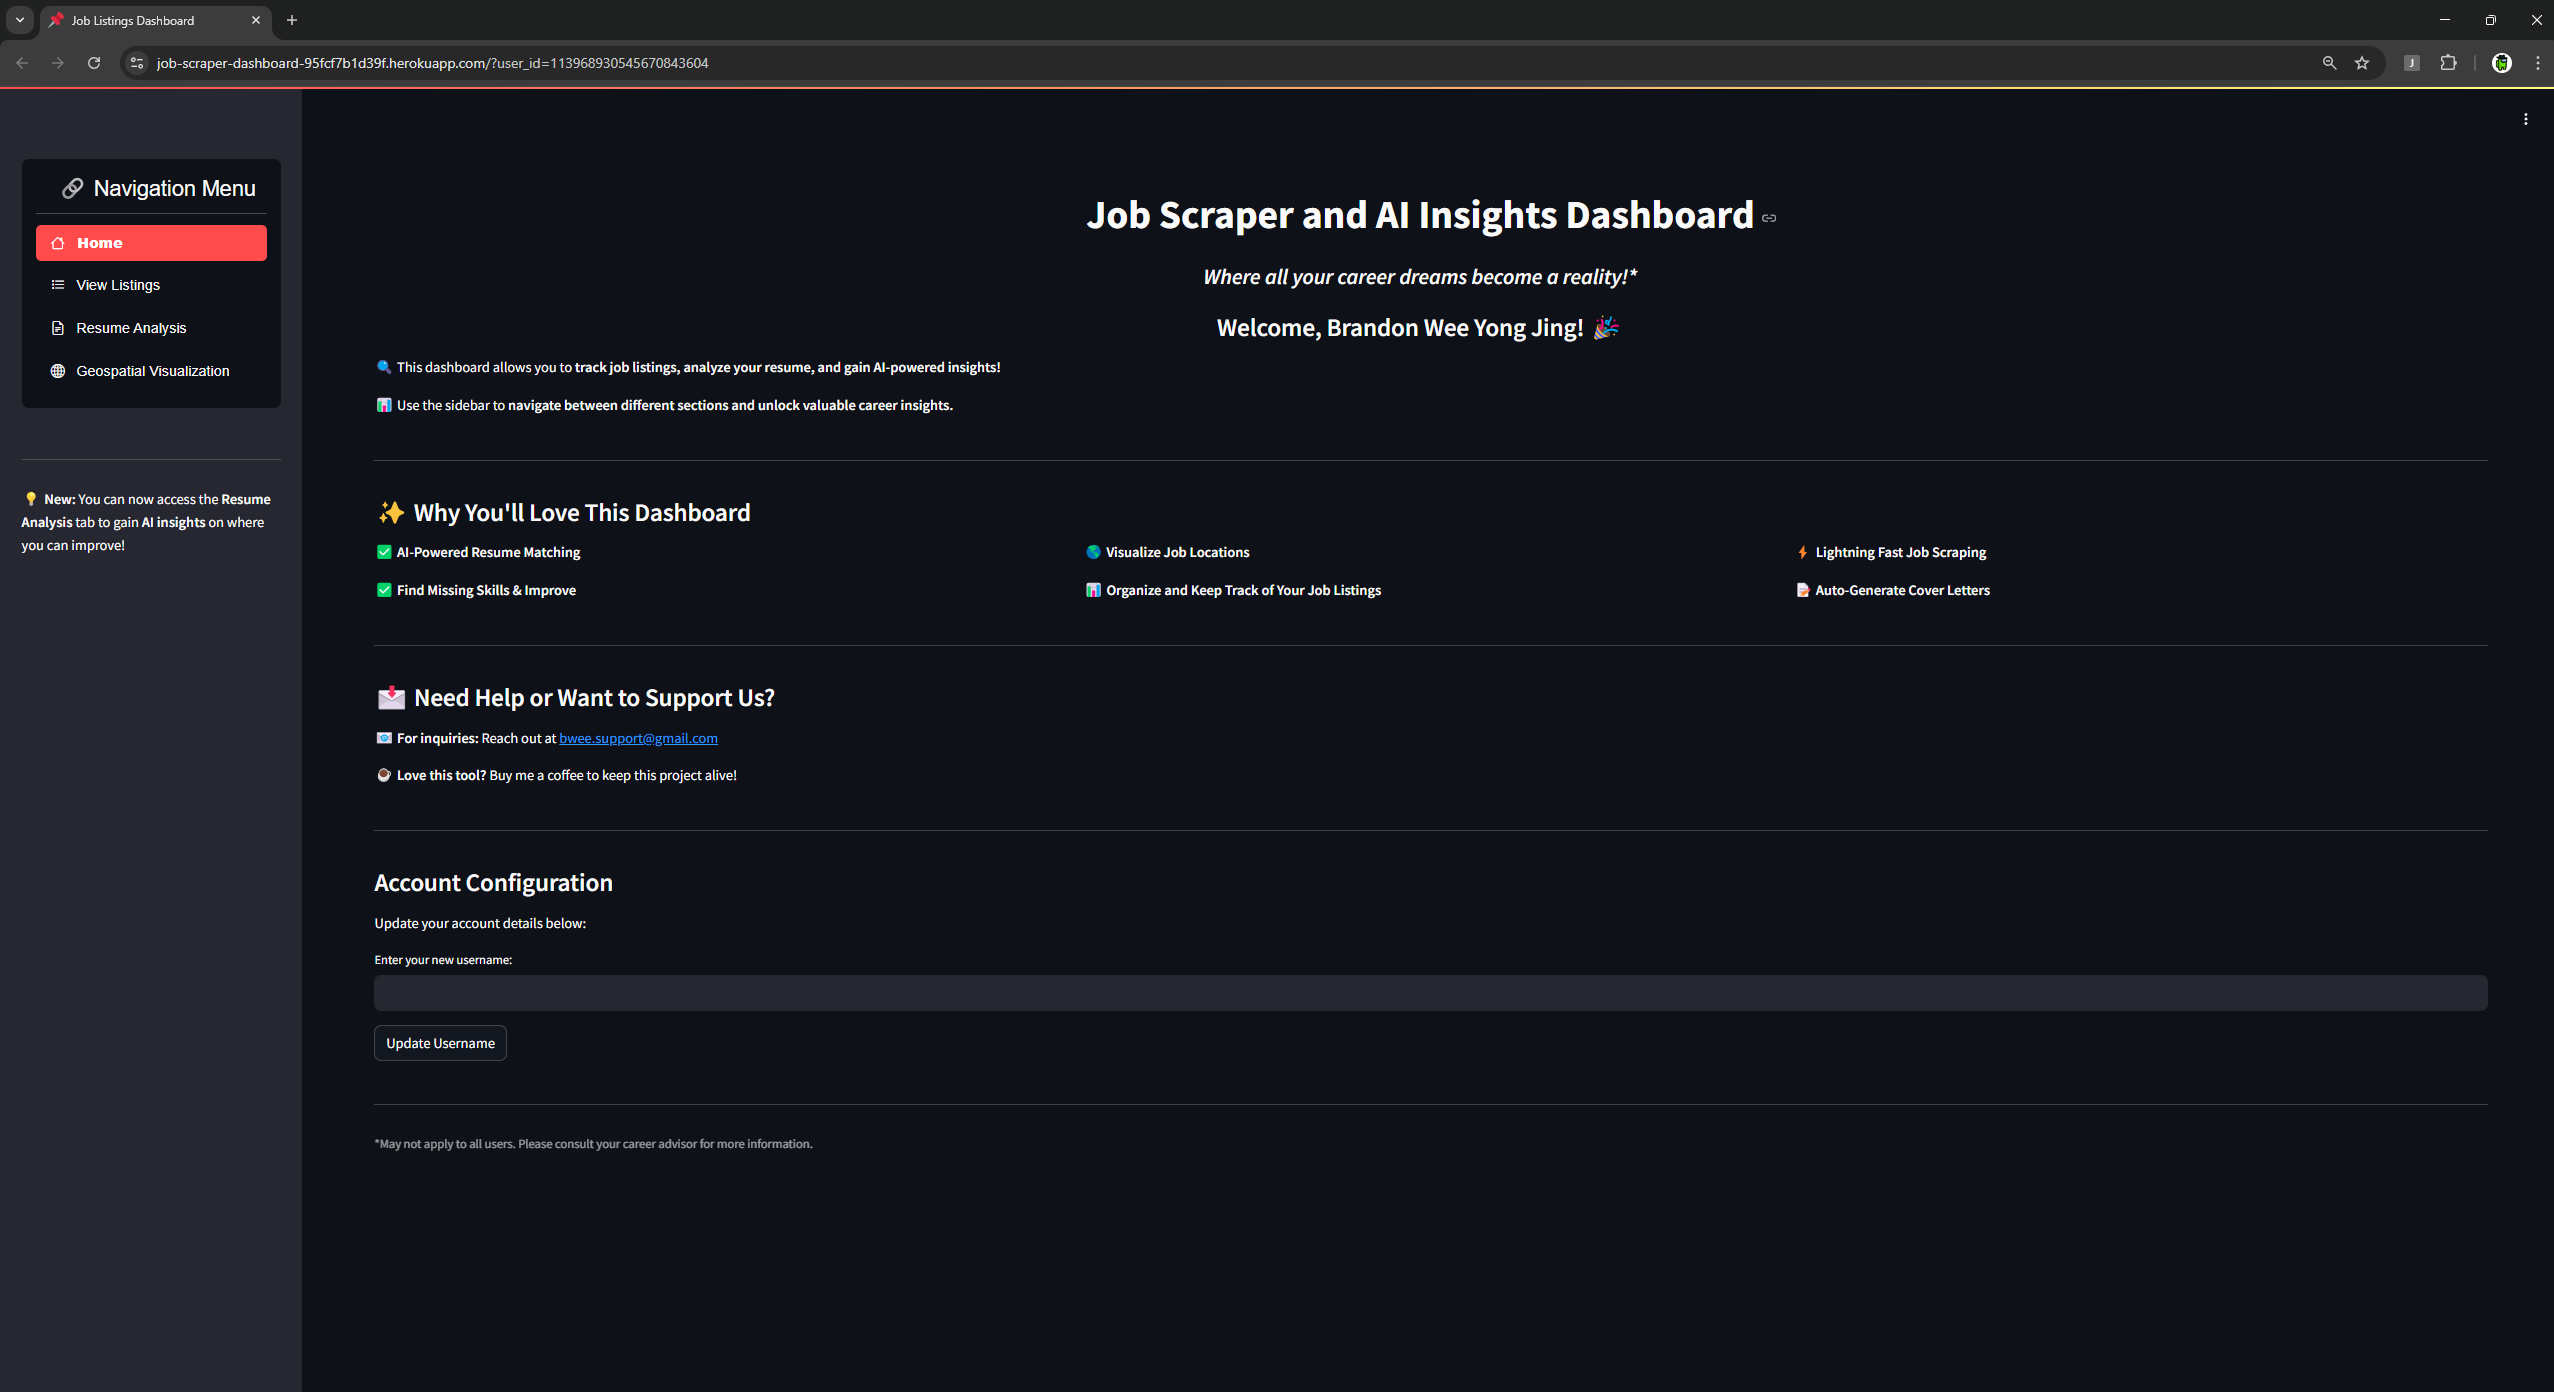 Job Listings Dashboard
job-scraper-dashboard-95fcf7b1d39f.herokuapp.com/?user_id=113968930545670843604
J
Navigation Menu
Home
View Listings
Resume Analysis
Geospatial Visualization
New: You can now access the Resume
Analysis tab to gain AI insights on where
you can improve!
Job Scraper and AI Insights Dashboard
Where all your career dreams become a reality!*
Welcome, Brandon Wee Yong Jing!
This dashboard allows you to track job listings, analyze your resume, and gain AI-powered insights!
Use the sidebar to navigate between different sections and unlock valuable career insights.
Why You'll Love This Dashboard
AI-Powered Resume Matching
Find Missing Skills & Improve
Visualize Job Locations
Organize and Keep Track of Your Job Listings
Lightning Fast Job Scraping
Auto-Generate Cover Letters
Need Help or Want to Support Us?
For inquiries: Reach out at bwee.support@gmail.com
Love this tool? Buy me a coffee to keep this project alive!
Account Configuration
Update your account details below:
Enter your new username:
Update Username
*May not apply to all users. Please consult your career advisor for more information.